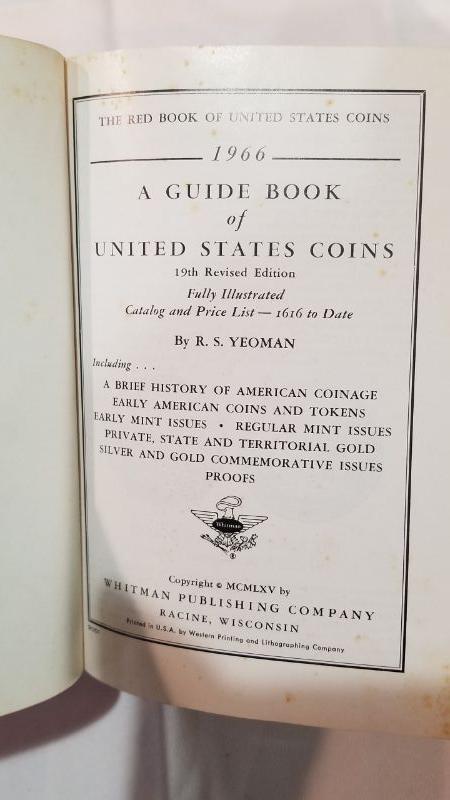 THE RED BOOK OF UNITED STATES COINS
1966
A GUIDE BOOK
of
UNITED STATES COINS
19th Revised Edition
Fully Illustrated
Catalog and Price List — 1616 to Date
By R. S. YEOMAN
Including . . .
A BRIEF HISTORY OF AMERICAN COINAGE
EARLY AMERICAN COINS AND TOKENS
EARLY MINT ISSUES • REGULAR MINT ISSUES
PRIVATE, STATE AND TERRITORIAL GOLD
SILVER AND GOLD COMMEMORATIVE ISSUES
PROOFS
Whitman
®
Copyright © MCMLXV by
WHITMAN PUBLISHING COMPANY
RACINE, WISCONSIN
Printed in U.S.A. by Western Printing and Lithographing Company